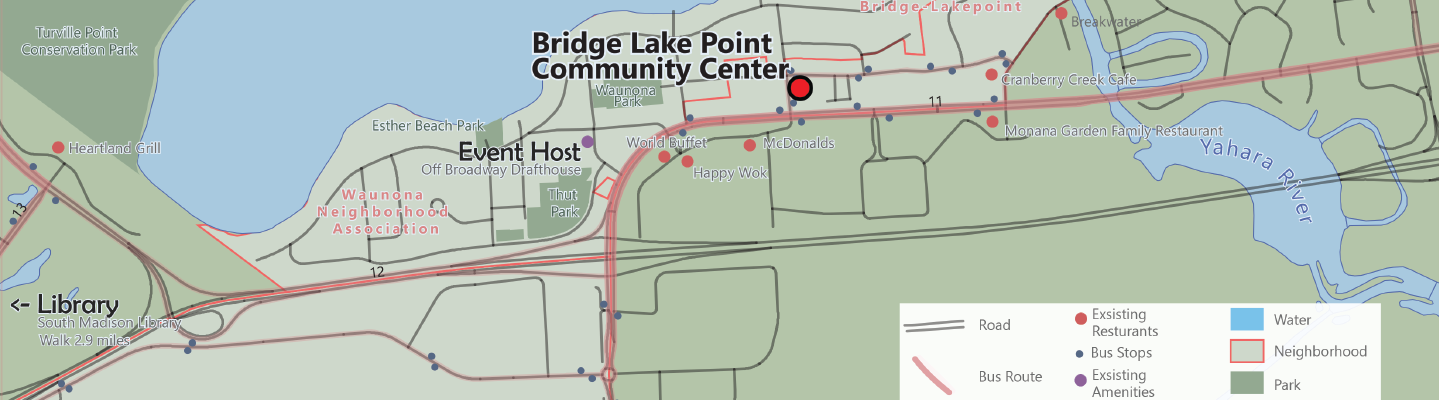 Bridge-Lakepoint
Turville Point
Conservation Park
Breakwater
Bridge Lake Point
Community Center
Cranberry Creek Cafe
Waunona
Park
11
Esther Beach Park
Monana Garden Family Restaurant
Heartland Grill
World Buffet
McDonalds
Event Host
Off Broadway Drafthouse
Happy Wok
Yahara River
Thut
Park
Waunona
Neighborhood
Association
13
12
<- Library
South Madison Library
Walk 2.9 miles
Road
Bus Route
Exsisting
Resturants
Bus Stops
Exsisting
Amenities
Water
Neighborhood
Park